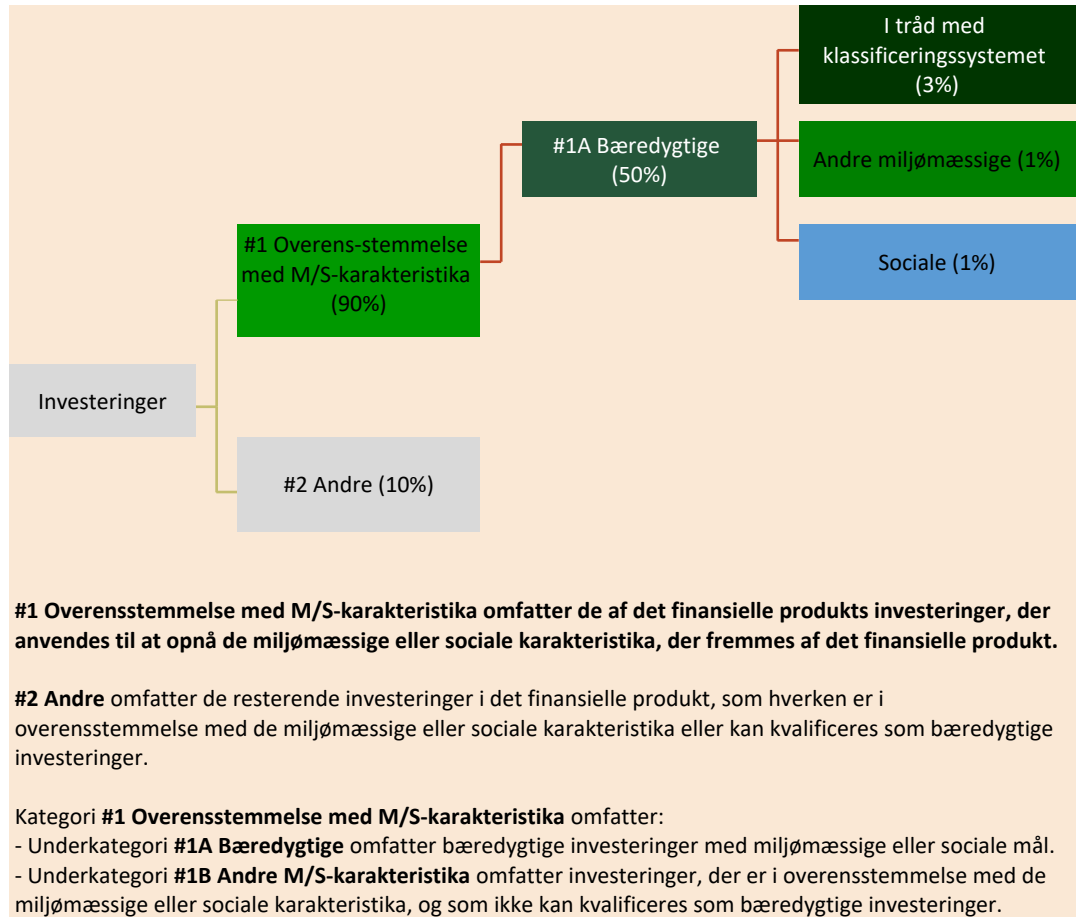 I tråd med
klassificeringssystemet
(3%)
#1A Bæredygtige
(50%)
Andre miljømæssige (1%)
#1 Overens-stemmelse
med M/S-karakteristika
(90%)
Sociale (1%)
Investeringer
#2 Andre (10%)
#1 Overensstemmelse med M/S-karakteristika omfatter de af det finansielle produkts investeringer, der
anvendes til at opnå de miljømæssige eller sociale karakteristika, der fremmes af det finansielle produkt.
#2 Andre omfatter de resterende investeringer i det finansielle produkt, som hverken er i
overensstemmelse med de miljømæssige eller sociale karakteristika eller kan kvalificeres som bæredygtige
investeringer.
Kategori #1 Overensstemmelse med M/S-karakteristika omfatter:
- Underkategori #1A Bæredygtige omfatter bæredygtige investeringer med miljømæssige eller sociale mål.
- Underkategori #1B Andre M/S-karakteristika omfatter investeringer, der er i overensstemmelse med de
miljømæssige eller sociale karakteristika, og som ikke kan kvalificeres som bæredygtige investeringer.